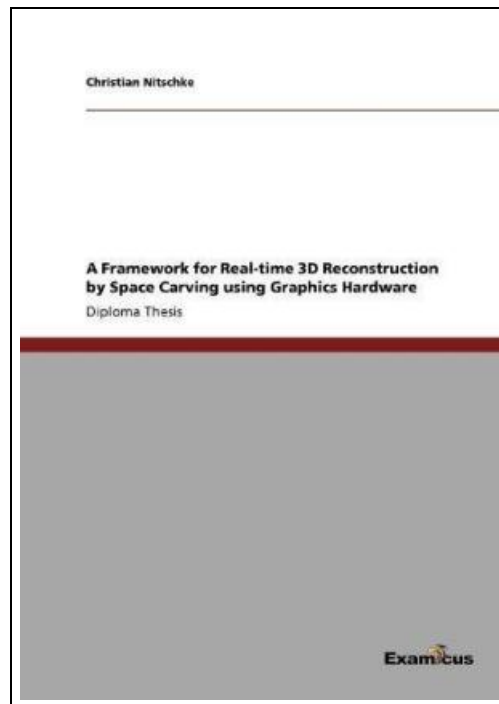 Christian Nitschke
A Framework for Real-time 3D Reconstruction
by Space Carving using Graphics Hardware
Diploma Thesis
Examicus